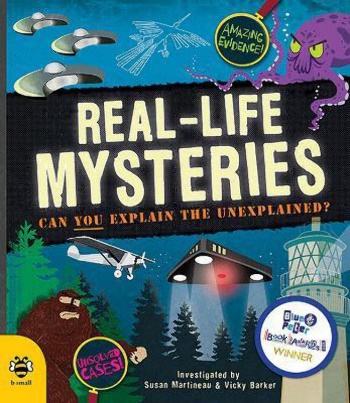 AMAZING
EVIDENCE!
REAL-LIFE
MYSTERIES
CAN YOU EXPLAIN THE UNEXPLAINED?
UNSOLVED
CASES!
Blue
Peter
Book Awards
WINNER
b small
Investigated by
Susan Martineau & Vicky Barker